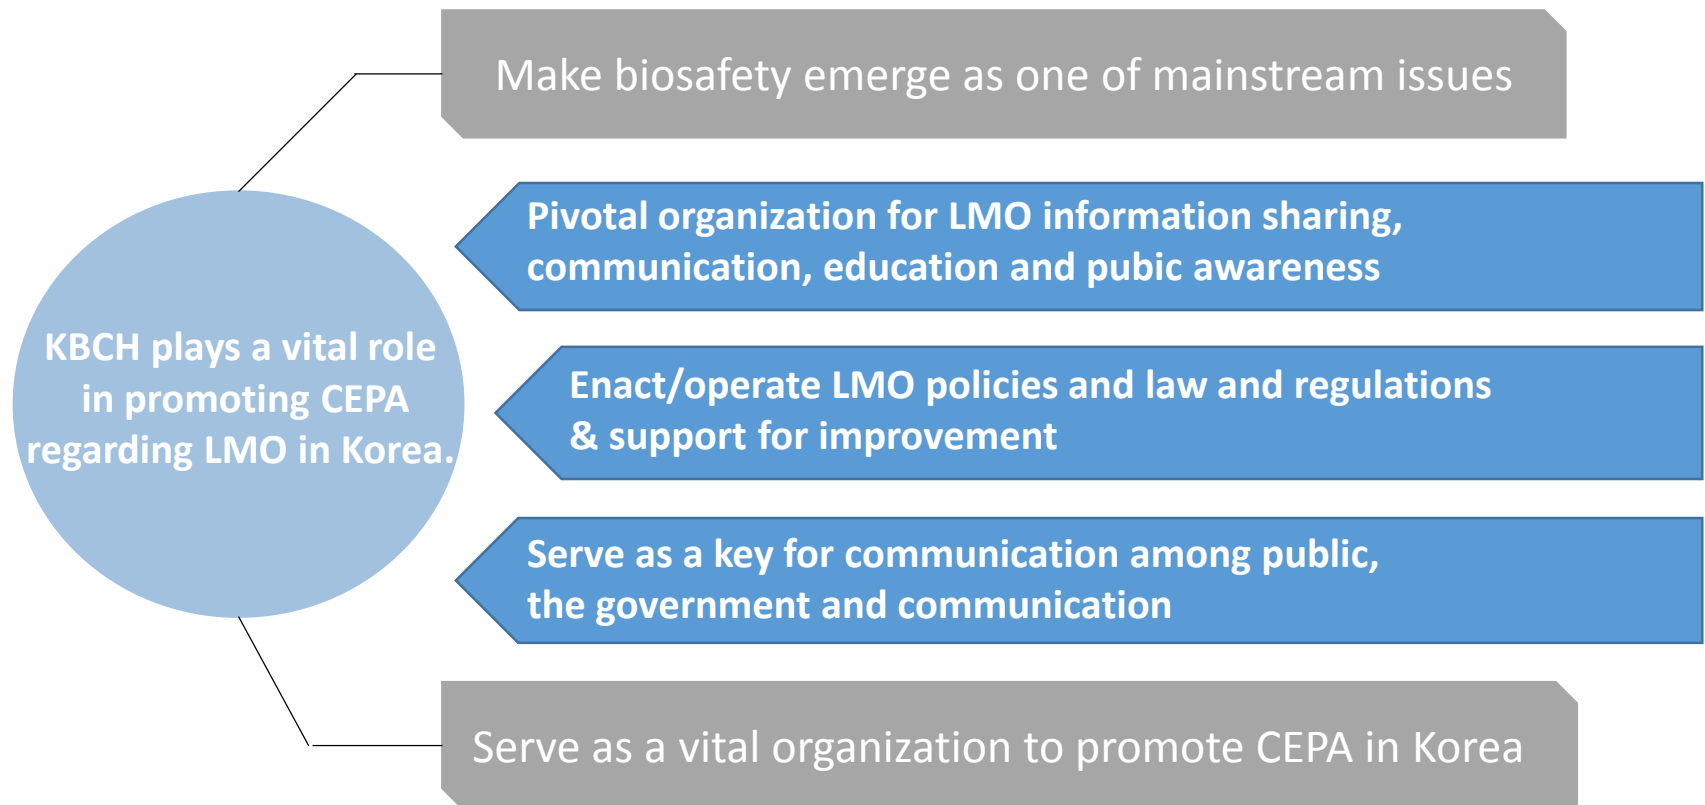 Make biosafety emerge as one of mainstream issues
Pivotal organization for LMO information sharing,
communication, education and pubic awareness
KBCH plays a vital role
in promoting CEPA
regarding LMO in Korea.
Enact/operate LMO policies and law and regulations
& support for improvement
Serve as a key for communication among public,
the government and communication
Serve as a vital organization to promote CEPA in Korea